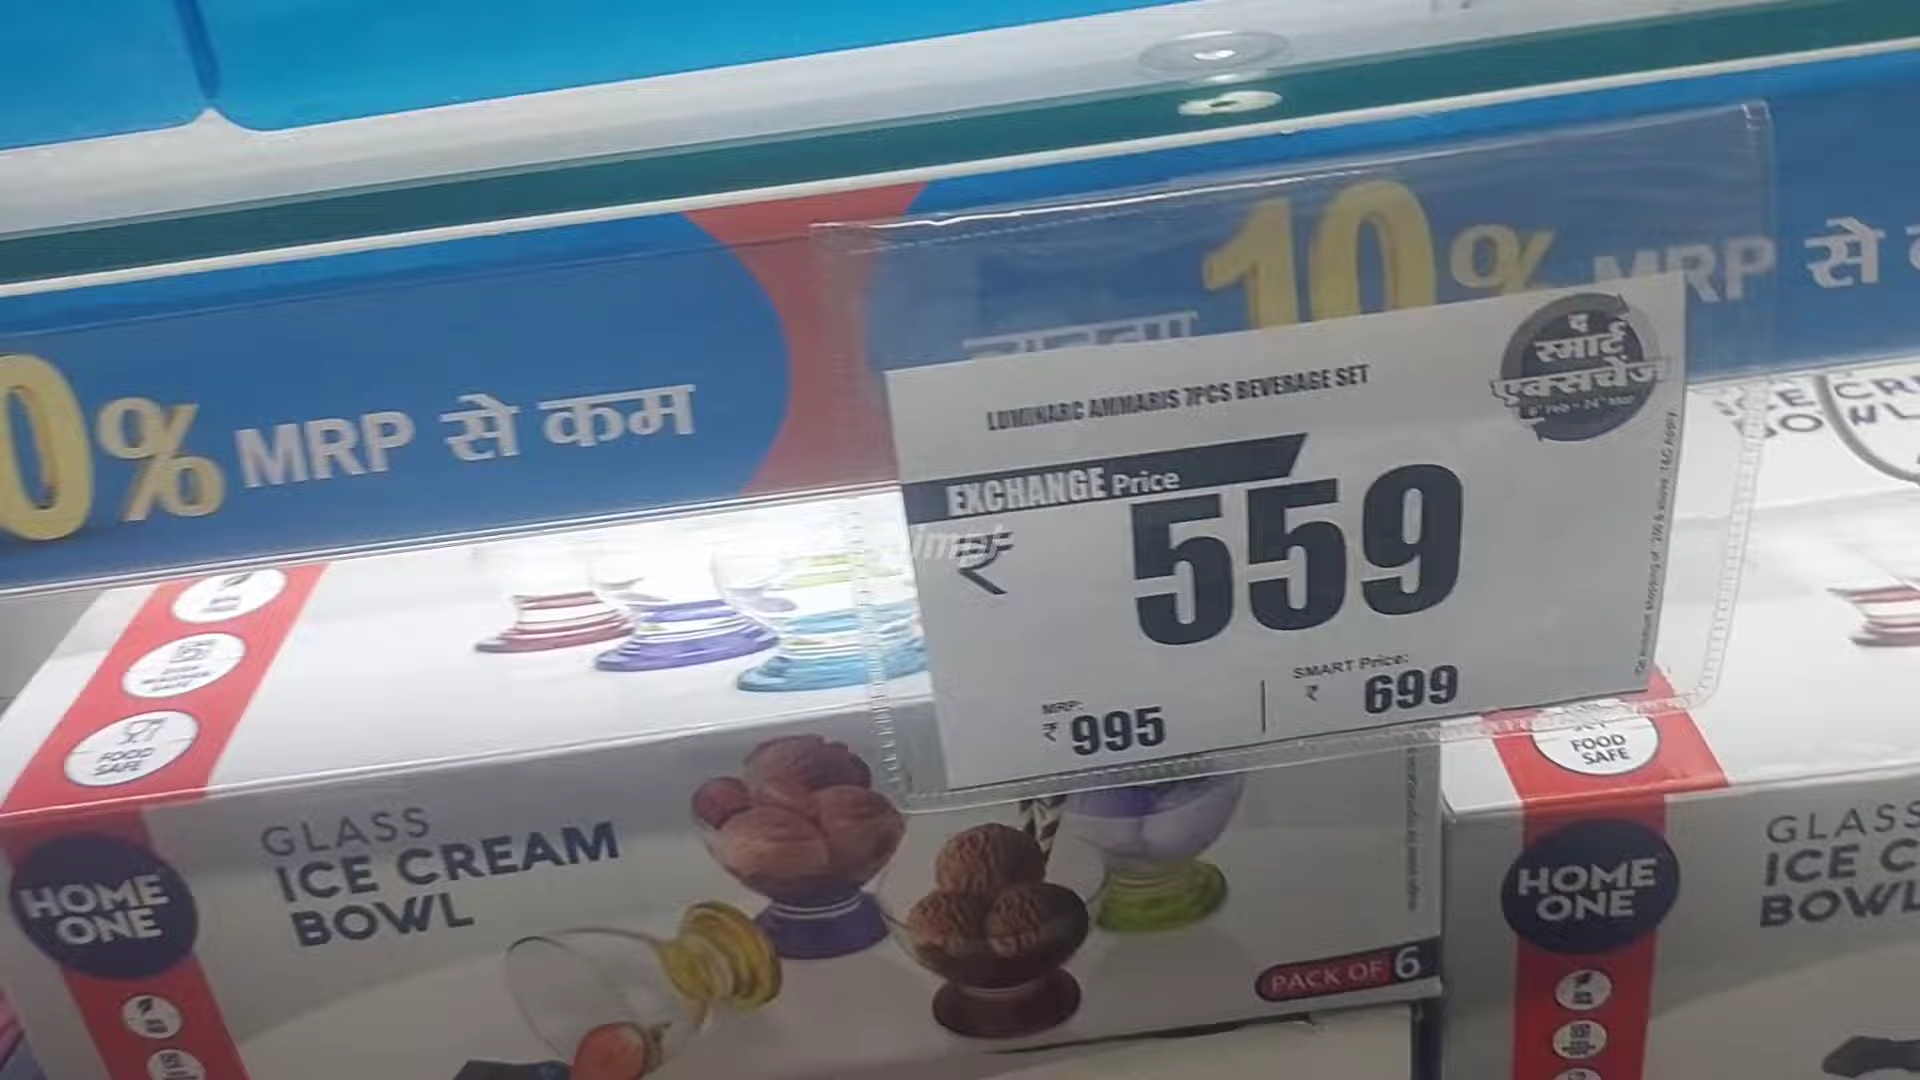 0% MRP से कम
10% MRP से
द
स्मार्ट
एक्सचेंज
LUMINARC AMMARIS 7PCS BEVERAGE SET
EXCHANGE Price
₹ 559
MRP:
₹ 995
SMART Price:
₹ 699
FOOD
SAFE
HOME
ONE
GLASS
ICE CREAM
BOWL
PACK OF 6
FOOD
SAFE
HOME
ONE
GLASS
ICE C
BOWL